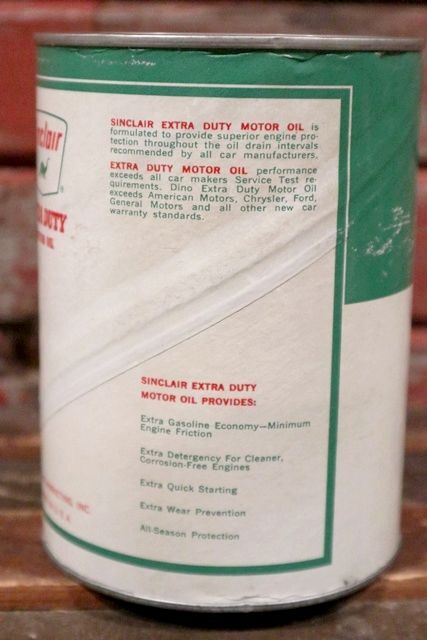 SINCLAIR EXTRA DUTY MOTOR OIL is
formulated to provide superior engine pro-
tection throughout the oil drain intervals
recommended by all car manufacturers.
EXTRA DUTY MOTOR OIL performance
exceeds all car makers Service Test re-
quirements. Dino Extra Duty Motor Oil
exceeds American Motors, Chrysler, Ford,
General Motors and all other new car
warranty standards.
DUTY
OIL
SINCLAIR EXTRA DUTY
MOTOR OIL PROVIDES:
Extra Gasoline Economy—Minimum
Engine Friction
Extra Detergency For Cleaner,
Corrosion-Free Engines
Extra Quick Starting
Extra Wear Prevention
All-Season Protection
INC.